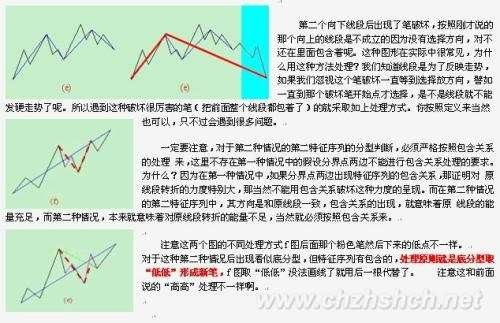 第二个向下线段后出现了笔破坏，按照刚才说的
那个向上的线段是不成立的因为没有选择方向，对不
还在里面包含着呢。这种图形在实际中很常见，为什
么用这种方法处理？我们知道线段是为了反映走势，
如果我们忽视这个笔破坏一直等到选择放方向，譬如
一直到那个破坏笔开始点才选择，是不是线段就不能
发硬走势了呢。所以遇到这种破坏很厉害的笔（把前面整个线段都包着了）的就采取如上处理方式。你按照定义来当然
也可以，只不过会遇到很多问题。
(e)
(e)
一定要注意，对于第二种情况的第二特征序列的分型判断，必须严格按照包含关系
的处理 来，这里不存在第一种情况中的假设分界点两边不能进行包含关系处理的要求。
为什么？因为在第一种情况中，如果分界点两边出现特征序列的包含关系，那证明对 原
线段转折的力度特别大，那当然不能用包含关系破坏这种力度的呈现。而在第二种情况
的第二特征序列中，其方向是和原线段一致，包含关系的出现，就意味着原 线段的能
量充足，而第二种情况，本来就意味着对原线段转折的能量不足，当然就必须按照包含关系来。
(f)
注意这两个图的不同处理方式 f 图后面那个粉色笔然后下来的低点不一样。
对于这种第二种情况后出现看似底分型，但特征序列有包含的，处理原则就是底分型取
“低低”形成新笔，f 图取“低低”没法画线了就用后一根代替了。 注意这和前面
说的“高高”处理不一样啊。
(e)
www.chzhshch.net